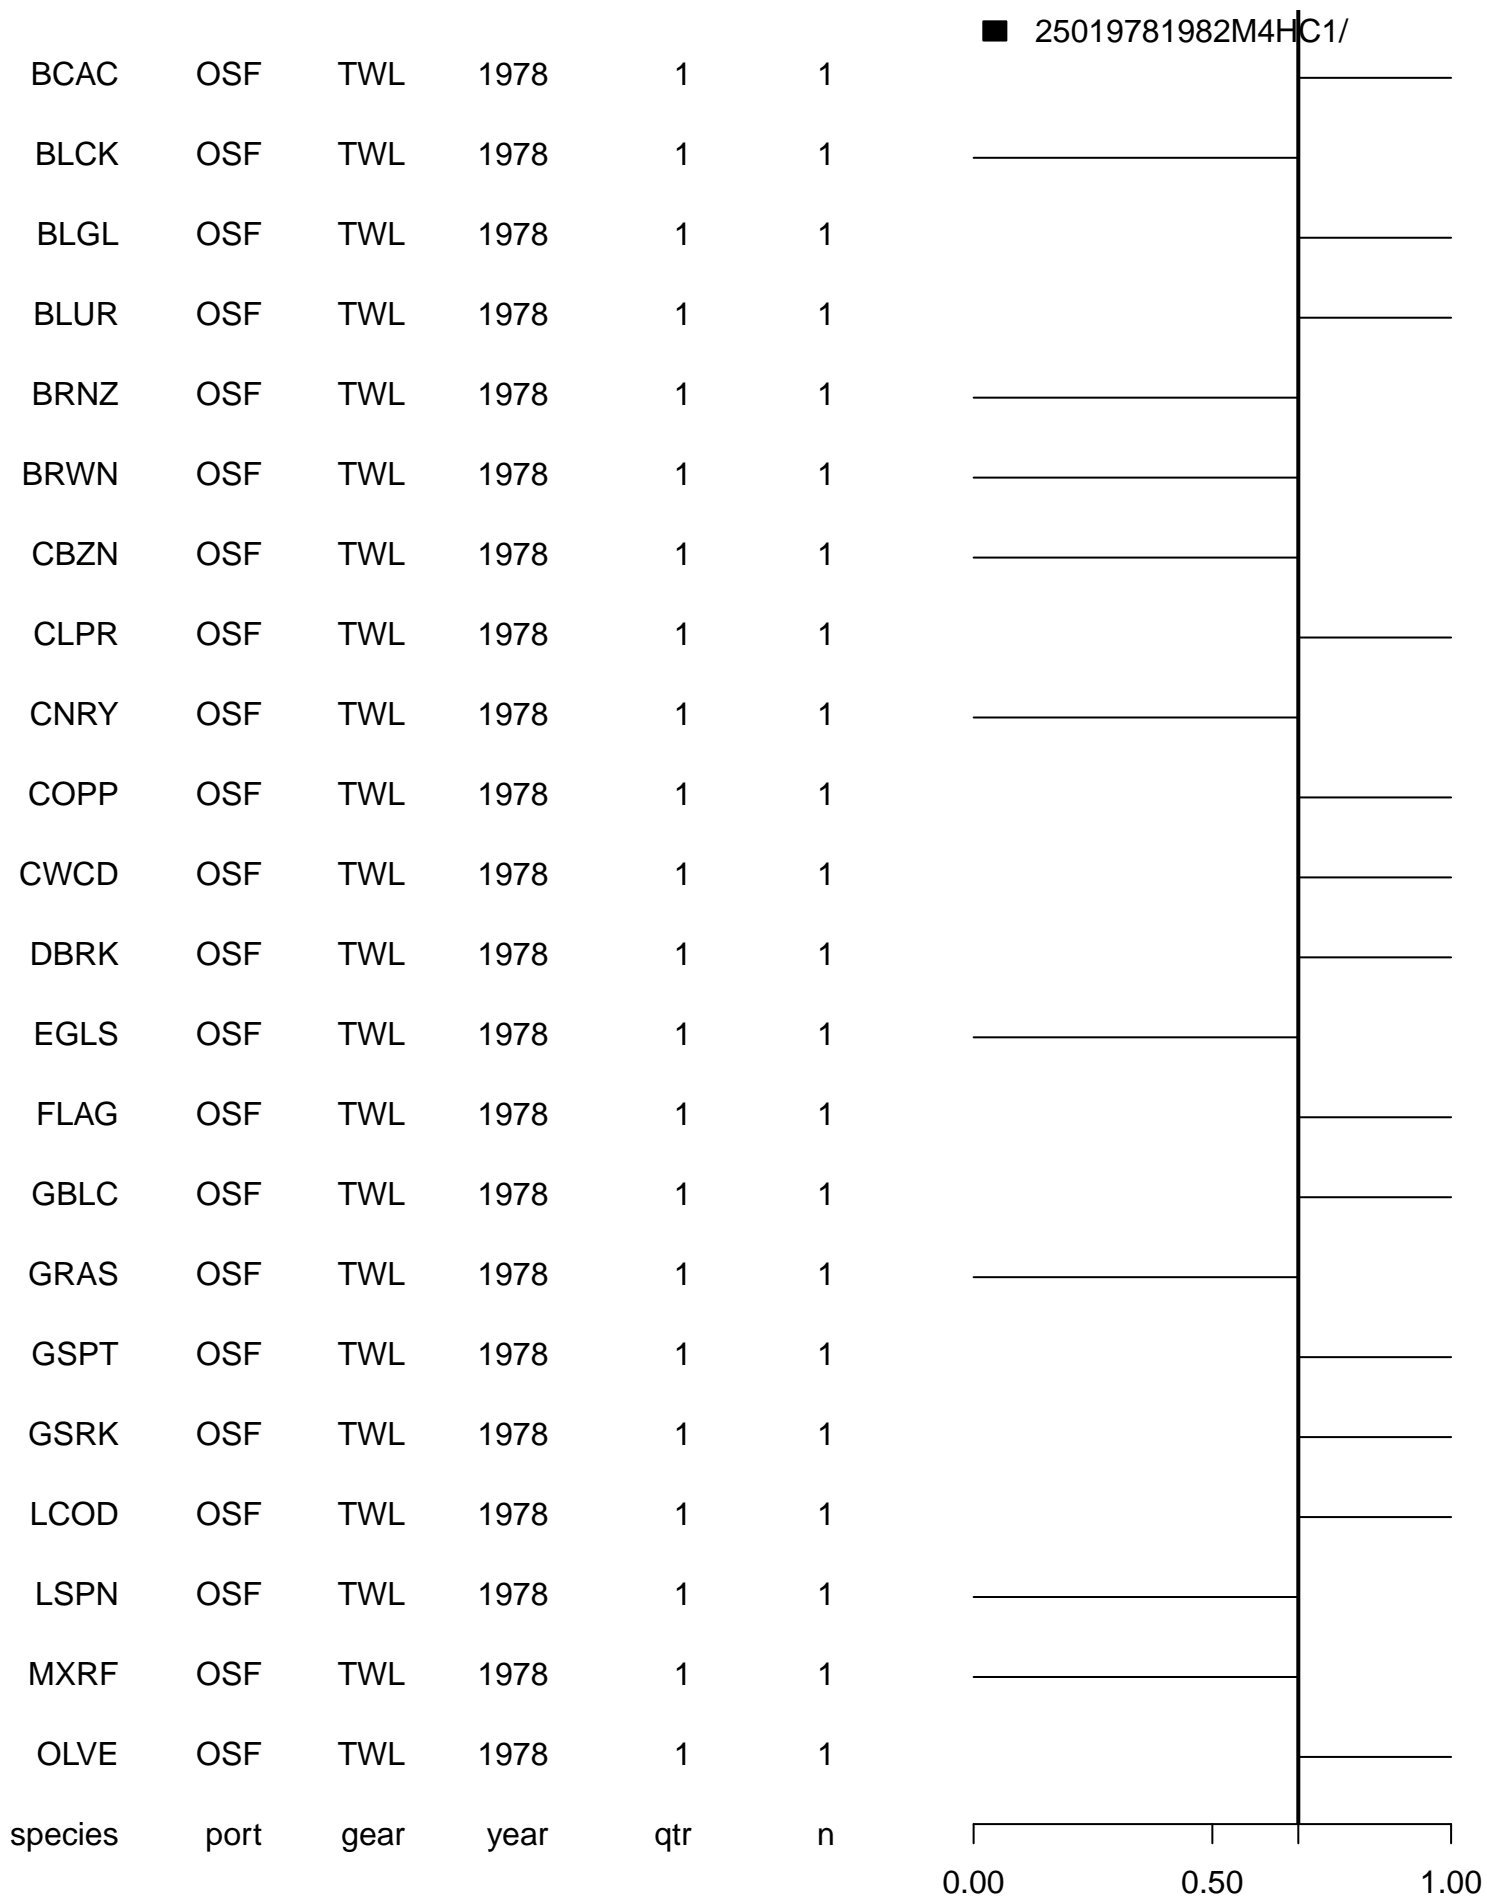 25019781982M4HC1/
BCAC OSF TWL 1978 1 1
BLCK OSF TWL 1978 1 1
BLGL OSF TWL 1978 1 1
BLUR OSF TWL 1978 1 1
BRNZ OSF TWL 1978 1 1
BRWN OSF TWL 1978 1 1
CBZN OSF TWL 1978 1 1
CLPR OSF TWL 1978 1 1
CNRY OSF TWL 1978 1 1
COPP OSF TWL 1978 1 1
CWCD OSF TWL 1978 1 1
DBRK OSF TWL 1978 1 1
EGLS OSF TWL 1978 1 1
FLAG OSF TWL 1978 1 1
GBLC OSF TWL 1978 1 1
GRAS OSF TWL 1978 1 1
GSPT OSF TWL 1978 1 1
GSRK OSF TWL 1978 1 1
LCOD OSF TWL 1978 1 1
LSPN OSF TWL 1978 1 1
MXRF OSF TWL 1978 1 1
OLVE OSF TWL 1978 1 1
species port gear year qtr n
0.00 0.50 1.00